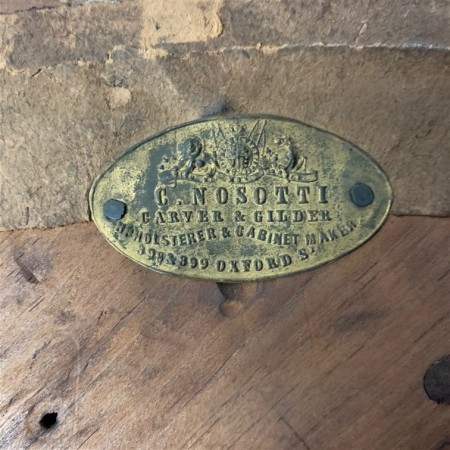 C. NOSOTTI
CARVER & GILDER
UPHOLSTERER & CABINET MAKER
& 399 OXFORD ST